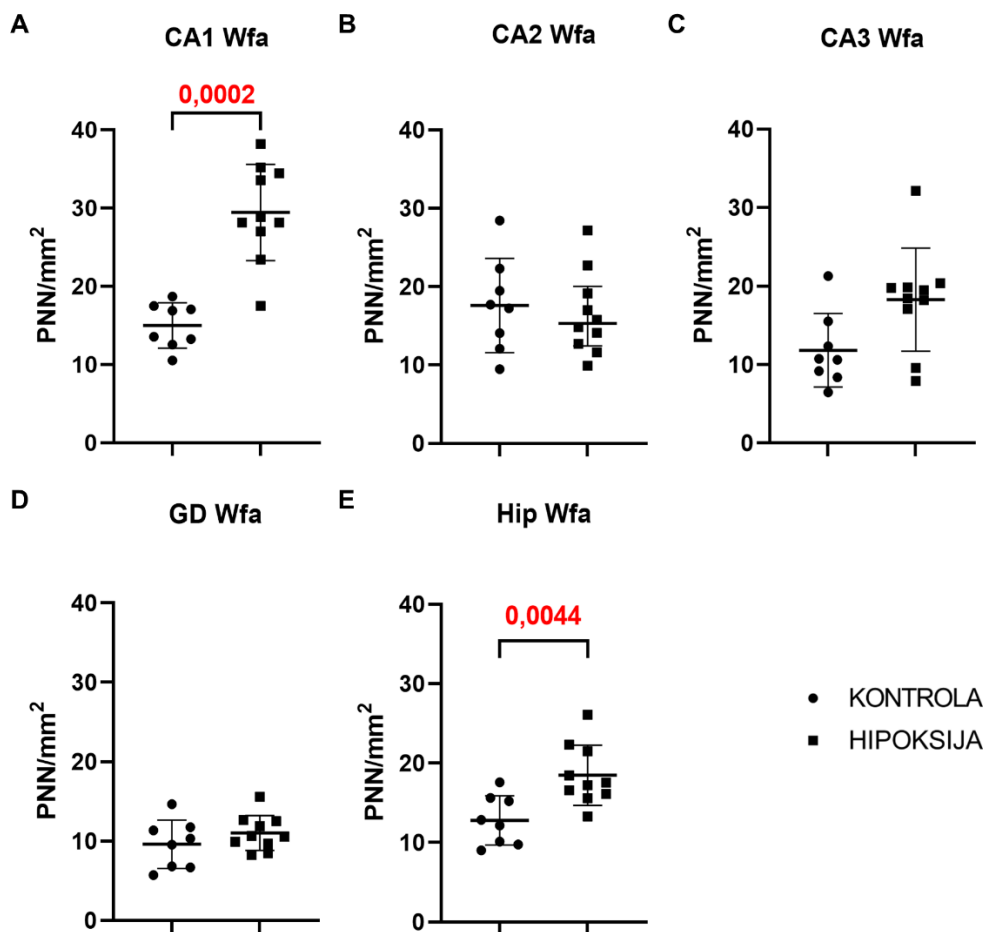 A
CA1 Wfa
0,0002
PNN/mm²
40
30
20
10
0
B
CA2 Wfa
PNN/mm²
40
30
20
10
0
C
CA3 Wfa
PNN/mm²
40
30
20
10
0
D
GD Wfa
PNN/mm²
40
30
20
10
0
E
Hip Wfa
0,0044
PNN/mm²
40
30
20
10
0
KONTROLA
HIPOKSIJA